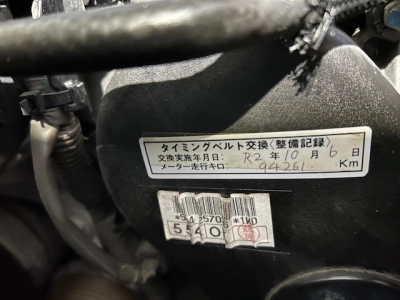 タイミングベルト交換(整備記録)
交換実施年月日: R2 年 10 月 6 日
メーター走行キロ: 94261 Km
5540